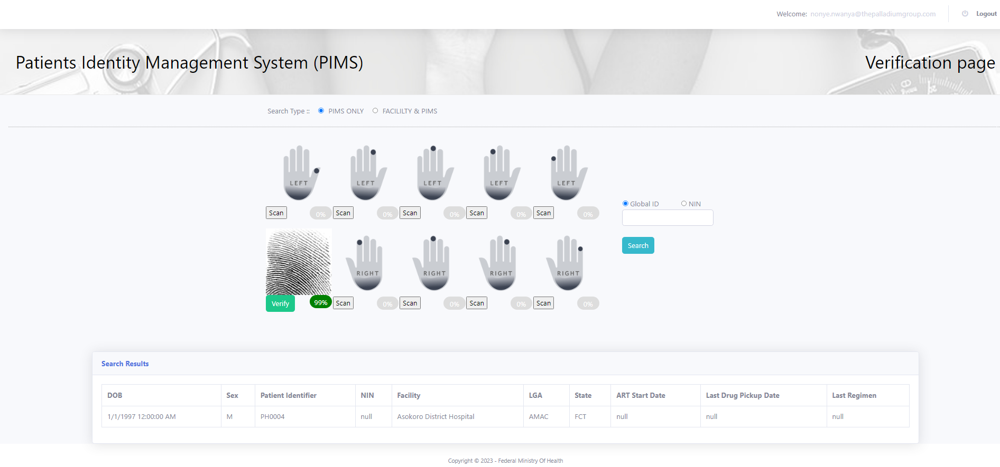 Welcome: nonye.nwanya@thepalladiumgroup.com Logout
Patients Identity Management System (PIMS) Verification page
Search Type :: PIMS ONLY FACILILTY & PIMS
LEFT LEFT LEFT LEFT LEFT
Global ID NIN
Scan 0% Scan 0% Scan 0% Scan 0% Scan 0%
Search
RIGHT RIGHT RIGHT RIGHT
Verify 99% Scan 0% Scan 0% Scan 0% Scan 0%
Search Results
DOB Sex Patient Identifier NIN Facility LGA State ART Start Date Last Drug Pickup Date Last Regimen
1/1/1997 12:00:00 AM M PH0004 null Asokoro District Hospital AMAC FCT null null null
Copyright © 2023 - Federal Ministry Of Health